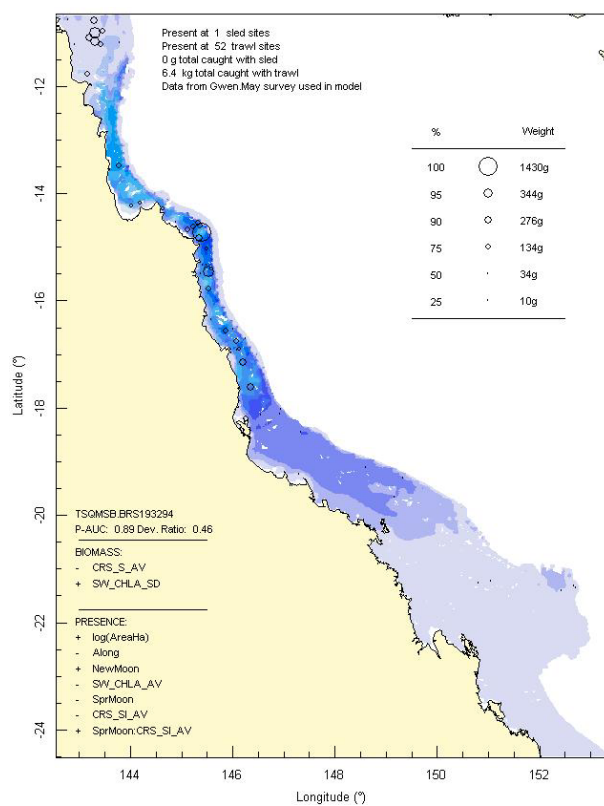 Present at 1 sled sites
Present at 52 trawl sites
0 g total caught with sled
6.4 kg total caught with trawl
Data from Gwen.May survey used in model
% Weight
100 1430g
95 344g
90 276g
75 134g
50 34g
25 10g
-12
-14
-16
-18
-20
-22
-24
Latitude (°)
TSQMSB.BRS193294
P-AUC: 0.89 Dev. Ratio: 0.46
BIOMASS:
- CRS_S_AV
+ SW_CHLA_SD
PRESENCE:
+ log(AreaHa)
- Along
+ NewMoon
- SW_CHLA_AV
- SprMoon
- CRS_SI_AV
+ SprMoon:CRS_SI_AV
144 146 148 150 152
Longitude (°)